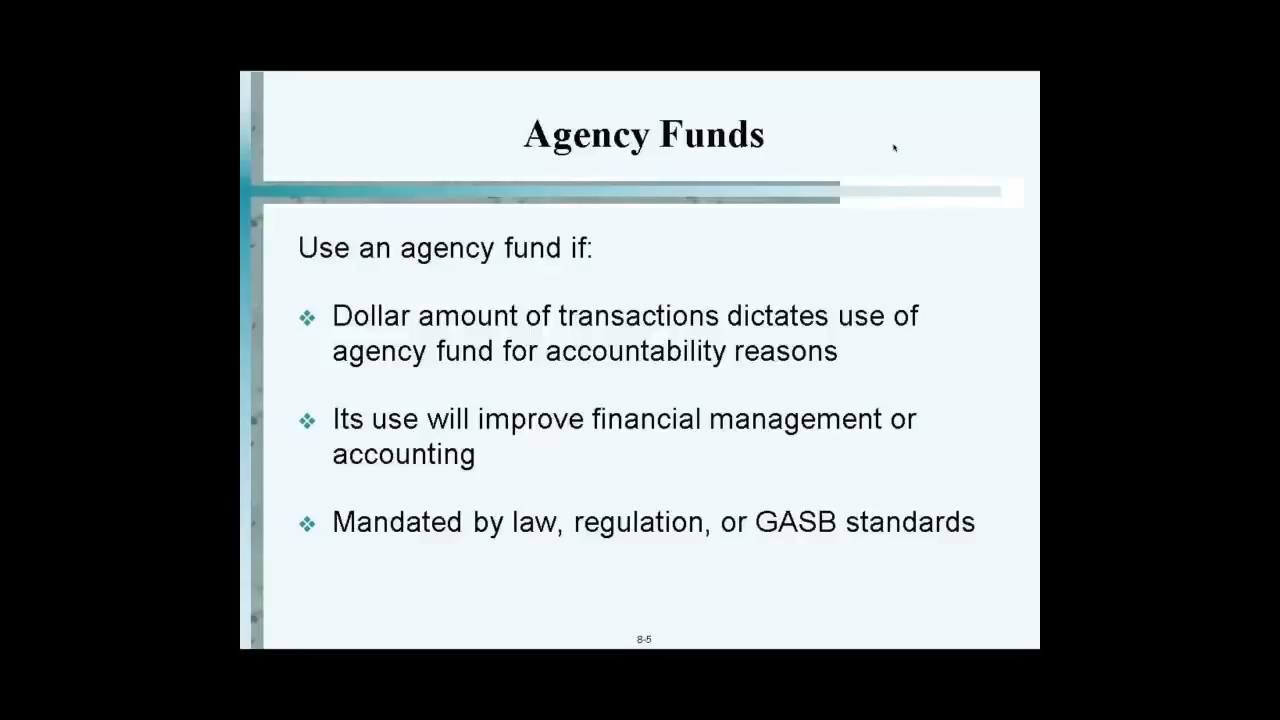 Agency Funds
Use an agency fund if:
Dollar amount of transactions dictates use of
agency fund for accountability reasons
Its use will improve financial management or
accounting
Mandated by law, regulation, or GASB standards
8-5